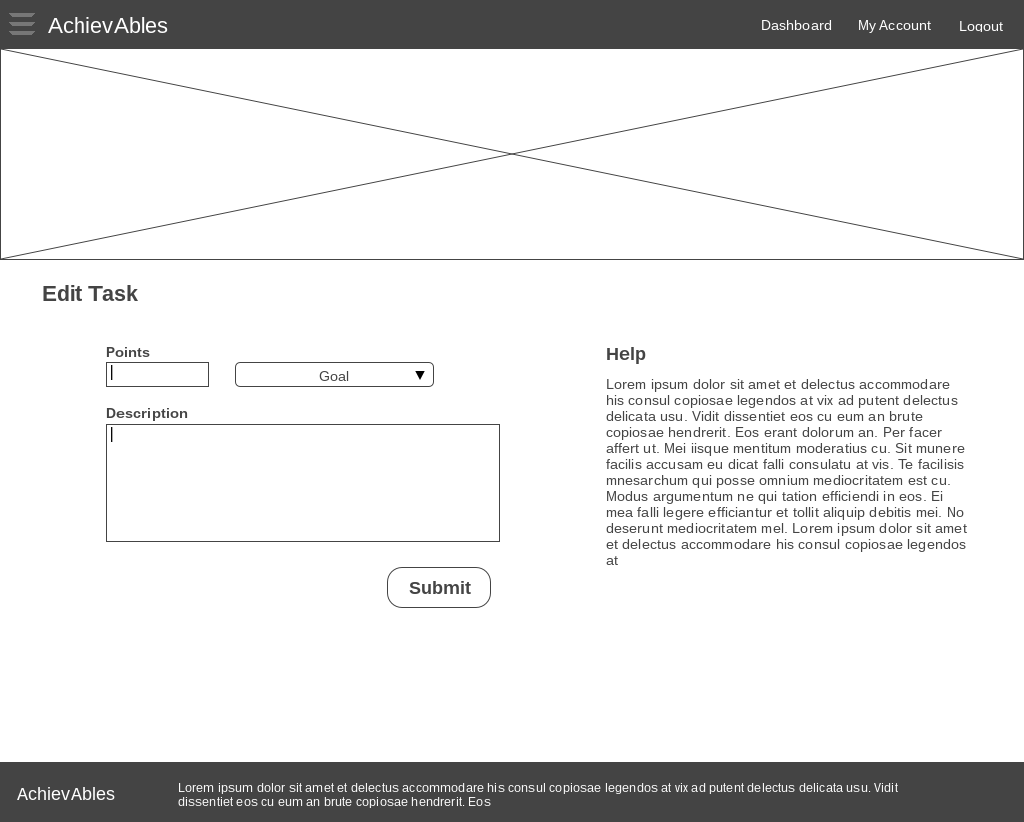 AchievAbles
Dashboard
My Account
Logout
Edit Task
Points
Goal
Description
Submit
Help
Lorem ipsum dolor sit amet et delectus accommodare
his consul copiosae legendos at vix ad putent delectus
delicata usu. Vidit dissentiet eos cu eum an brute
copiosae hendrerit. Eos erant dolorum an. Per facer
affert ut. Mei iisque mentitum moderatius cu. Sit munere
facilis accusam eu dicat falli consulatu at vis. Te facilisis
mnesarchum qui posse omnium mediocritatem est cu.
Modus argumentum ne qui tation efficiendi in eos. Ei
mea falli legere efficiantur et tollit aliquip debitis mei. No
deserunt mediocritatem mel. Lorem ipsum dolor sit amet
et delectus accommodare his consul copiosae legendos
at
AchievAbles
Lorem ipsum dolor sit amet et delectus accommodare his consul copiosae legendos at vix ad putent delectus delicata usu. Vidit
dissentiet eos cu eum an brute copiosae hendrerit. Eos